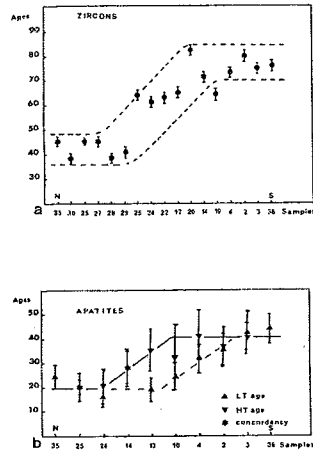 Ages ZIRCONS
90
80
70
60
50
40
30
N S
33 30 25 27 28 29 25 24 22 17 20 14 19 6 2 3 36 Samples
a
Ages APATITES
50
40
30
20
10
▲ LT age
▼ HT age
concordancy
N S
35 25 24 14 13 10 4 2 3 36 Samples
b